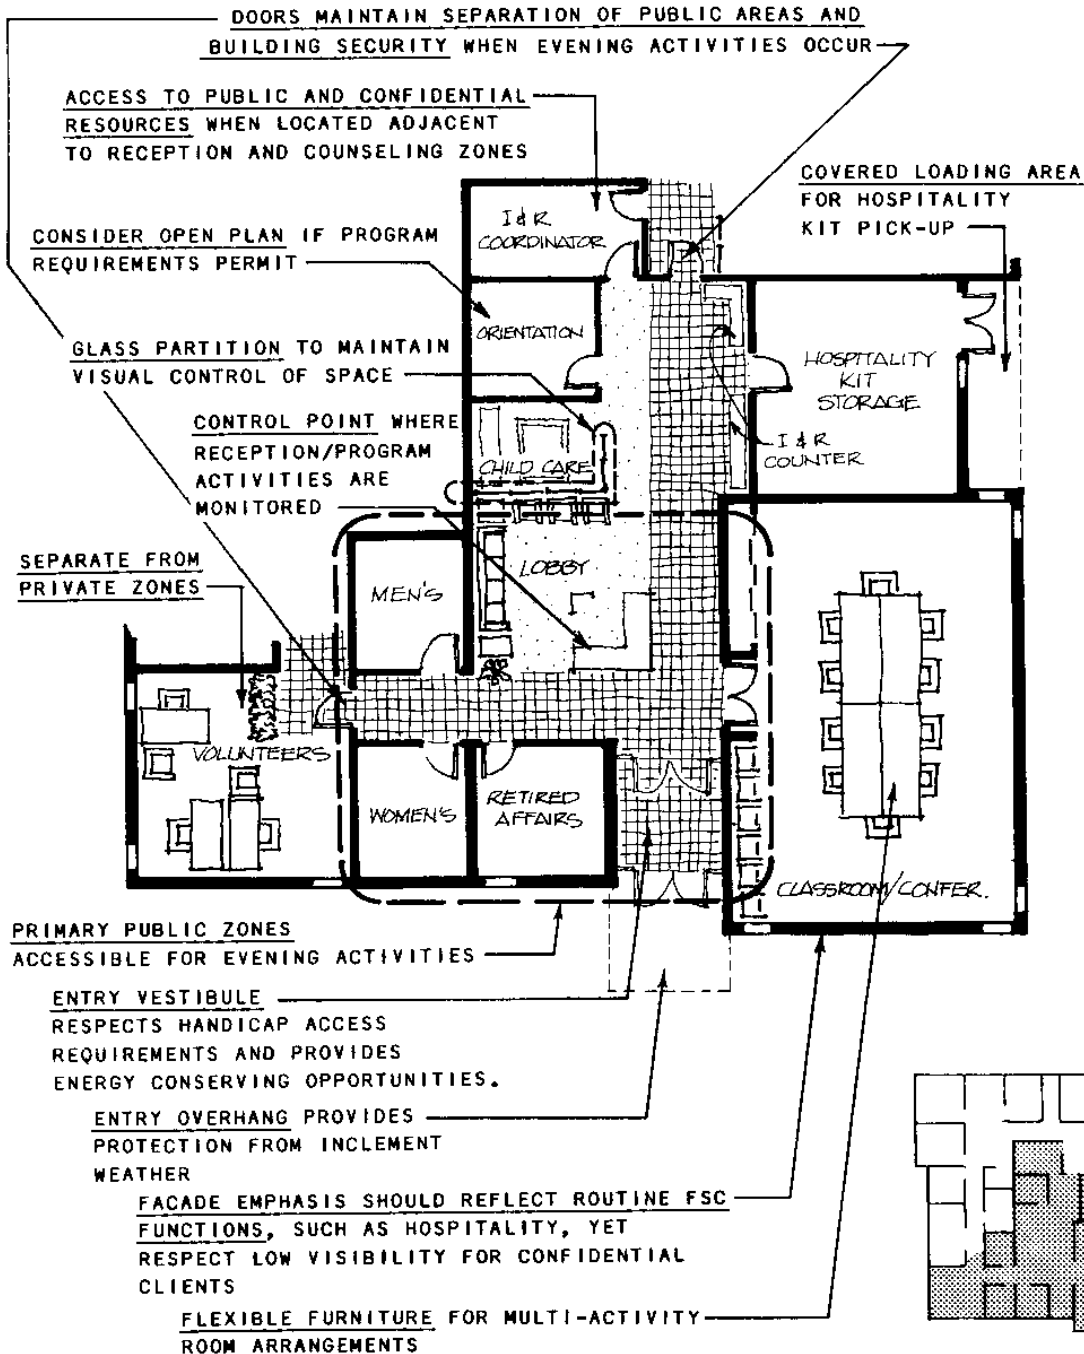 DOORS MAINTAIN SEPARATION OF PUBLIC AREAS AND
BUILDING SECURITY WHEN EVENING ACTIVITIES OCCUR
ACCESS TO PUBLIC AND CONFIDENTIAL
RESOURCES WHEN LOCATED ADJACENT
TO RECEPTION AND COUNSELING ZONES
COVERED LOADING AREA
FOR HOSPITALITY
KIT PICK-UP
CONSIDER OPEN PLAN IF PROGRAM
REQUIREMENTS PERMIT
GLASS PARTITION TO MAINTAIN
VISUAL CONTROL OF SPACE
CONTROL POINT WHERE
RECEPTION/PROGRAM
ACTIVITIES ARE
MONITORED
SEPARATE FROM
PRIVATE ZONES
I & R
COORDINATOR
ORIENTATION
HOSPITALITY
KIT
STORAGE
I & R
COUNTER
CHILD CARE
LOBBY
MEN'S
VOLUNTEERS
WOMEN'S
RETIRED
AFFAIRS
CLASSROOM/CONFER.
PRIMARY PUBLIC ZONES
ACCESSIBLE FOR EVENING ACTIVITIES
ENTRY VESTIBULE
RESPECTS HANDICAP ACCESS
REQUIREMENTS AND PROVIDES
ENERGY CONSERVING OPPORTUNITIES.
ENTRY OVERHANG PROVIDES
PROTECTION FROM INCLEMENT
WEATHER
FACADE EMPHASIS SHOULD REFLECT ROUTINE FSC
FUNCTIONS, SUCH AS HOSPITALITY, YET
RESPECT LOW VISIBILITY FOR CONFIDENTIAL
CLIENTS
FLEXIBLE FURNITURE FOR MULTI-ACTIVITY
ROOM ARRANGEMENTS